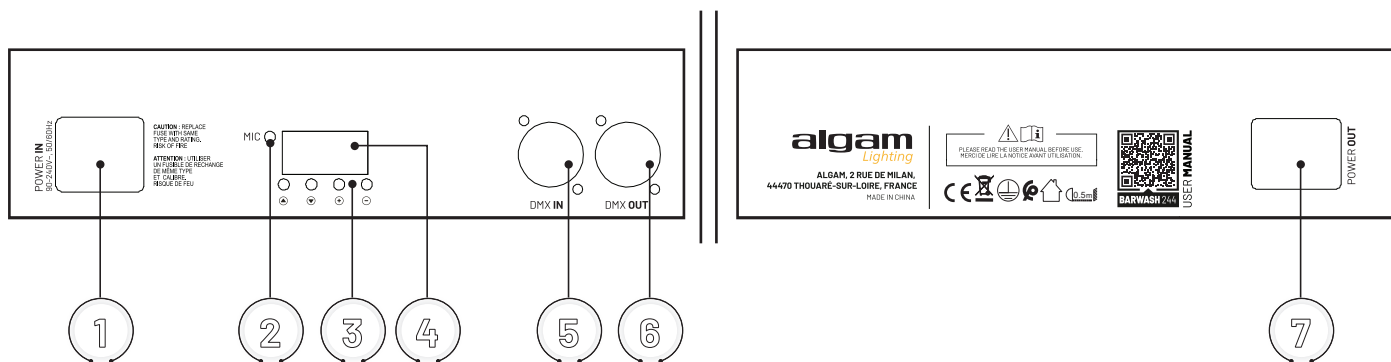 POWER IN
90-240V~, 50/60Hz
CAUTION : REPLACE
FUSE WITH SAME
TYPE AND RATING.
RISK OF FIRE
ATTENTION : UTILISER
UN FUSIBLE DE RECHANGE
DE MÊME TYPE
ET CALIBRE.
RISQUE DE FEU
MIC
DMX IN
DMX OUT
algam
Lighting
ALGAM, 2 RUE DE MILAN,
44470 THOUARÉ-SUR-LOIRE, FRANCE
MADE IN CHINA
PLEASE READ THE USER MANUAL BEFORE USE.
MERCI DE LIRE LA NOTICE AVANT UTILISATION.
CE
0.5m
BARWASH 244
USER MANUAL
POWER OUT
1
2
3
4
5
6
7